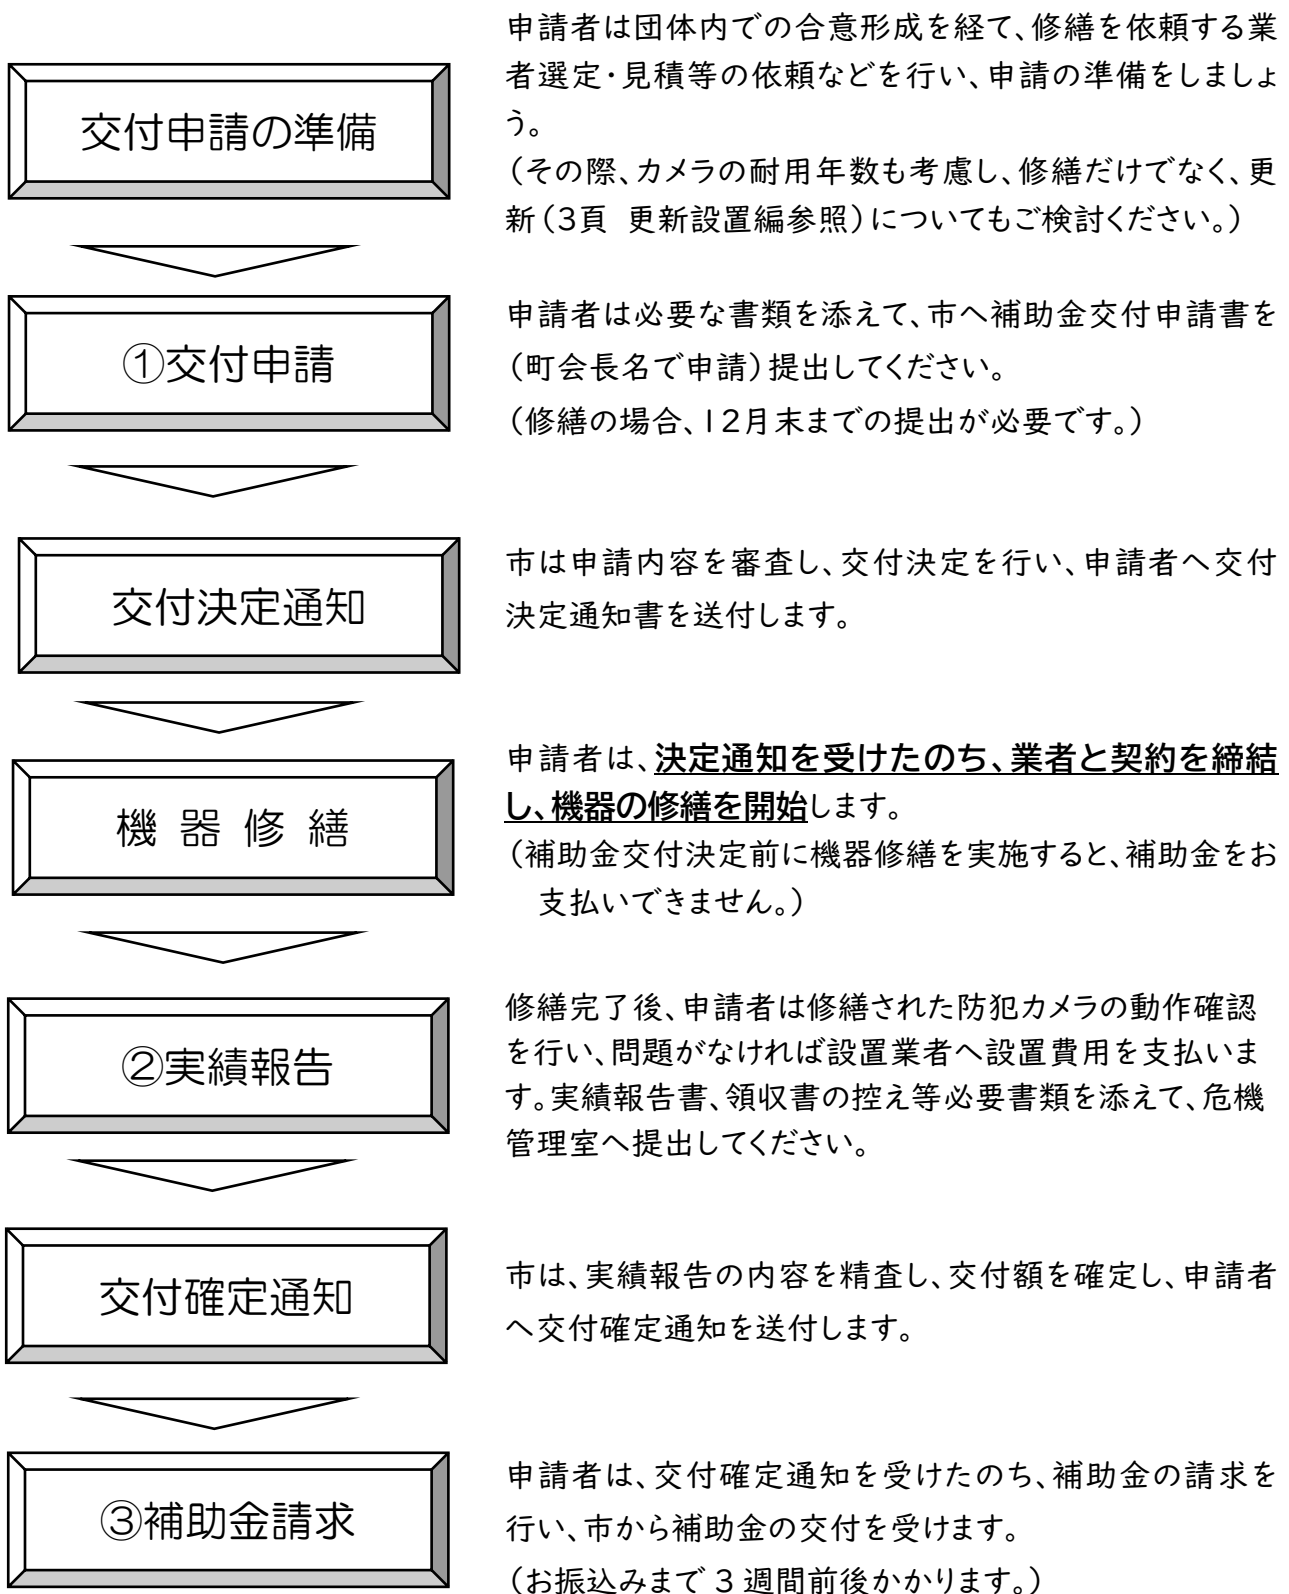 交付申請の準備
申請者は団体内での合意形成を経て、修繕を依頼する業
者選定・見積等の依頼などを行い、申請の準備をしましょ
う。
（その際、カメラの耐用年数も考慮し、修繕だけでなく、更
新（3頁　更新設置編参照）についてもご検討ください。）
①交付申請
申請者は必要な書類を添えて、市へ補助金交付申請書を
（町会長名で申請）提出してください。
（修繕の場合、12月末までの提出が必要です。）
交付決定通知
市は申請内容を審査し、交付決定を行い、申請者へ交付
決定通知書を送付します。
機 器 修 繕
申請者は、決定通知を受けたのち、業者と契約を締結
し、機器の修繕を開始します。
（補助金交付決定前に機器修繕を実施すると、補助金をお
支払いできません。）
②実績報告
修繕完了後、申請者は修繕された防犯カメラの動作確認
を行い、問題がなければ設置業者へ設置費用を支払いま
す。実績報告書、領収書の控え等必要書類を添えて、危機
管理室へ提出してください。
交付確定通知
市は、実績報告の内容を精査し、交付額を確定し、申請者
へ交付確定通知を送付します。
③補助金請求
申請者は、交付確定通知を受けたのち、補助金の請求を
行い、市から補助金の交付を受けます。
（お振込みまで 3 週間前後かかります。）